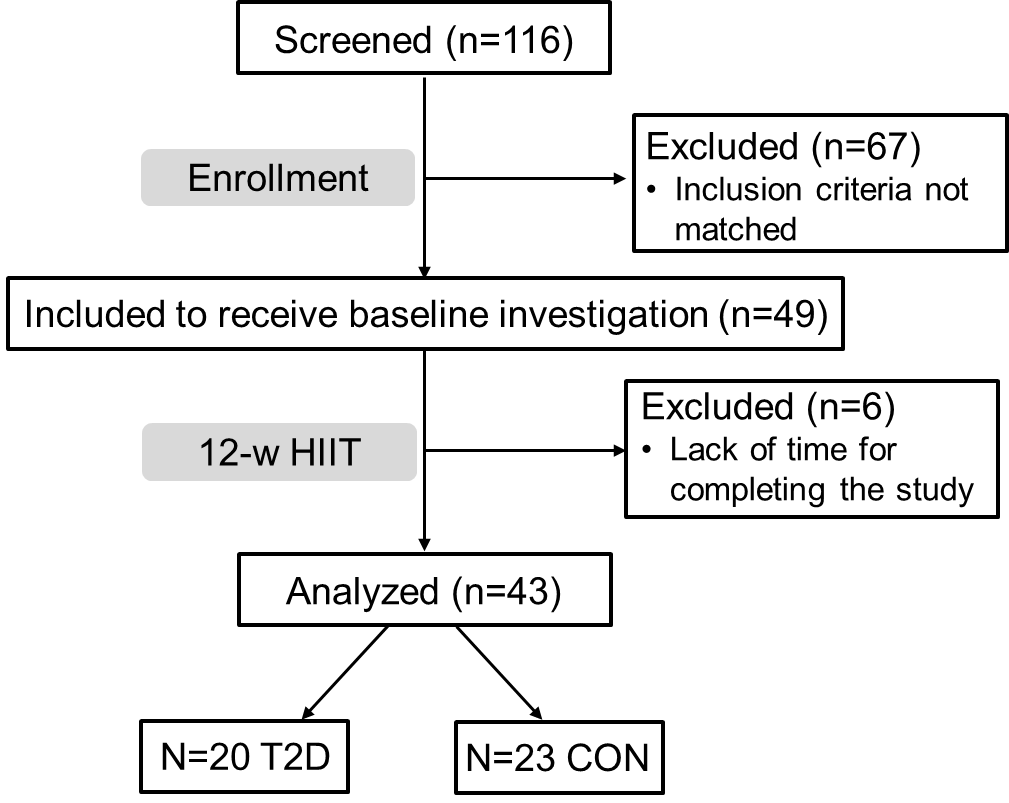 Screened (n=116)
Enrollment
Excluded (n=67)
• Inclusion criteria not
matched
Included to receive baseline investigation (n=49)
12-w HIIT
Excluded (n=6)
• Lack of time for
completing the study
Analyzed (n=43)
N=20 T2D
N=23 CON